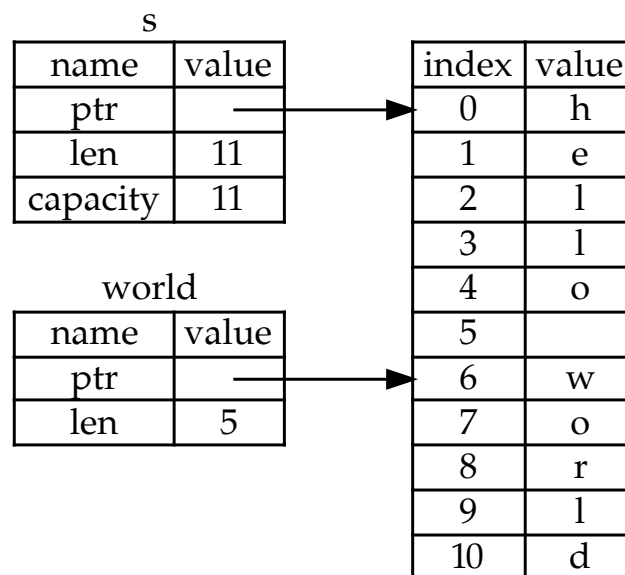 s
name value
ptr
len 11
capacity 11
world
name value
ptr
len 5
index value
0 h
1 e
2 l
3 l
4 o
5
6 w
7 o
8 r
9 l
10 d